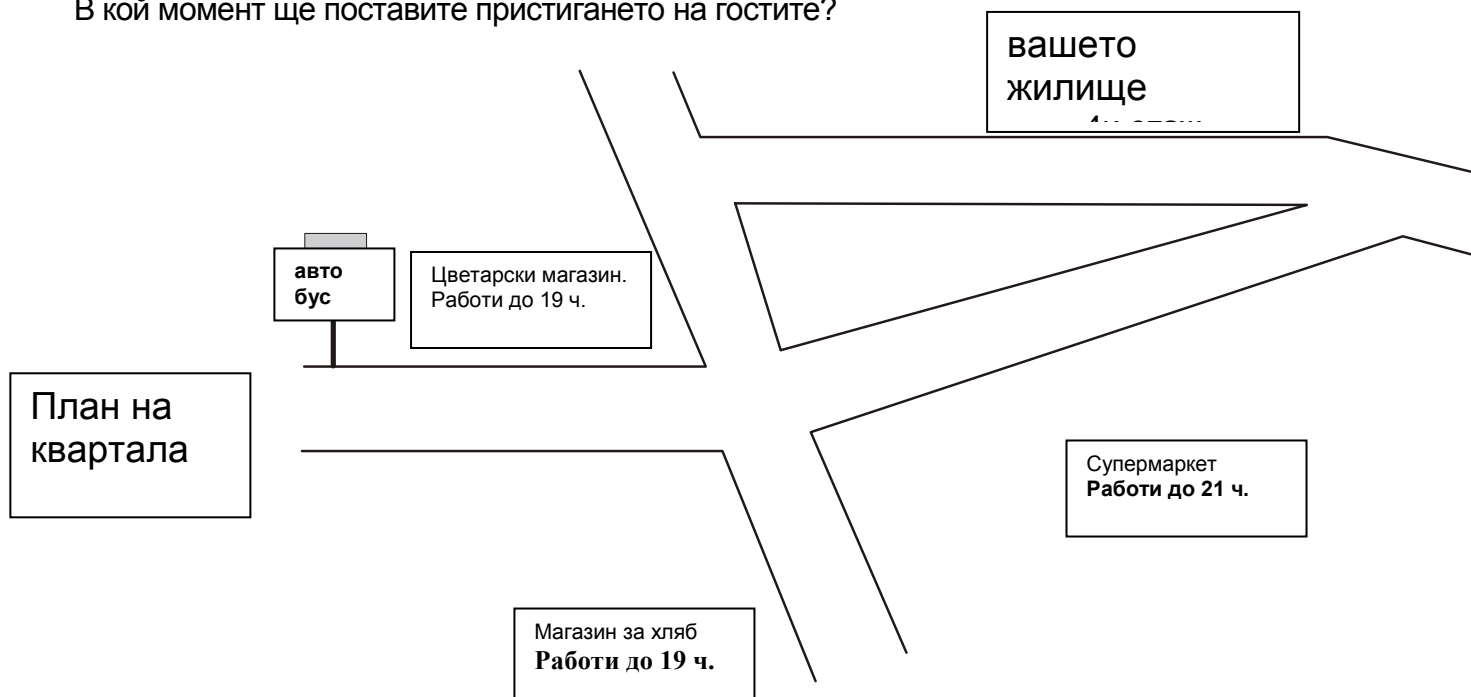 В кой момент ще поставите пристигането на гостите?
вашето
жилище
авто
бус
Цветарски магазин.
Работи до 19 ч.
План на
квартала
Супермаркет
Работи до 21 ч.
Магазин за хляб
Работи до 19 ч.